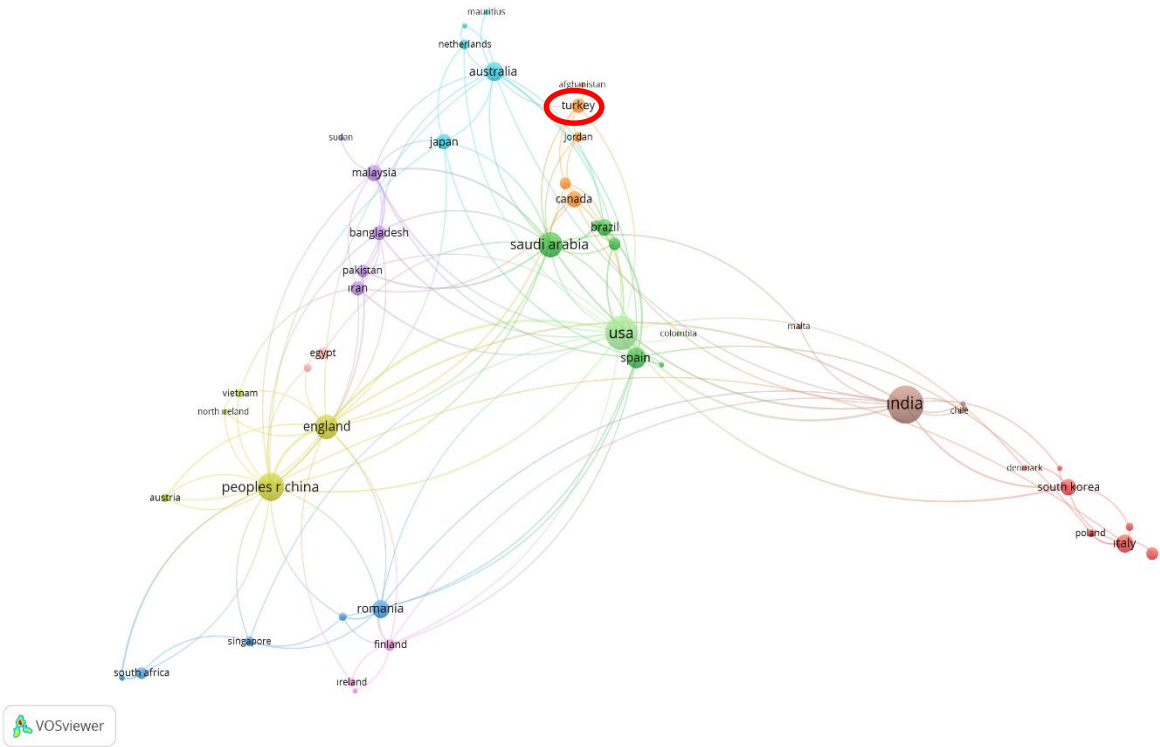 mauritius
netherlands
australia
afghanistan
turkey
sudan
japan
jordan
malaysia
canada
bangladesh
brazil
saudi arabia
pakistan
iran
malta
usa
colombia
egypt
spain
vietnam
north ireland
india
chile
england
denmark
peoples r china
south korea
austria
poland
italy
romania
singapore
finland
south africa
ireland
VOSviewer